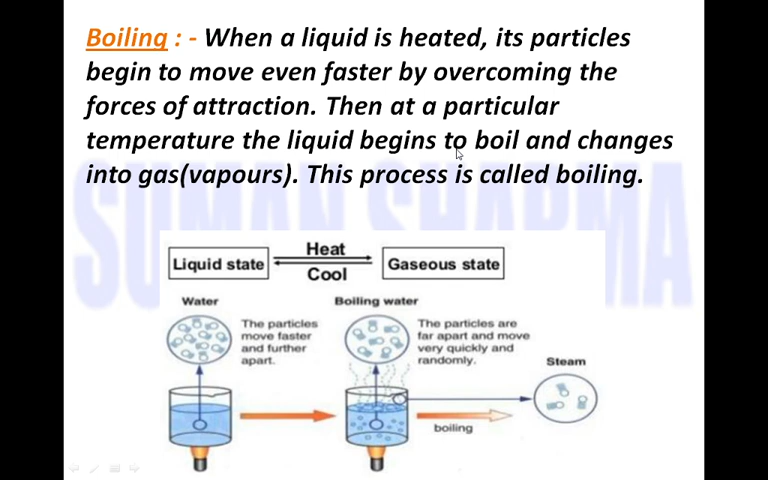 Boiling : - When a liquid is heated, its particles
begin to move even faster by overcoming the
forces of attraction. Then at a particular
temperature the liquid begins to boil and changes
into gas(vapours). This process is called boiling.
SUMAN SHARMA
Liquid state
Heat
Cool
Gaseous state
Water
Boiling water
The particles
move faster
and further
apart.
The particles are
far apart and move
very quickly and
randomly.
Steam
boiling